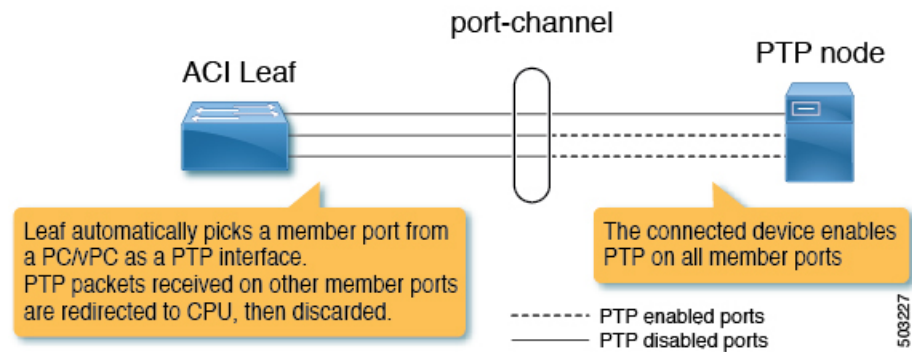 port-channel
ACI Leaf
PTP node
Leaf automatically picks a member port from
a PC/vPC as a PTP interface.
PTP packets received on other member ports
are redirected to CPU, then discarded.
The connected device enables
PTP on all member ports
PTP enabled ports
PTP disabled ports
503227